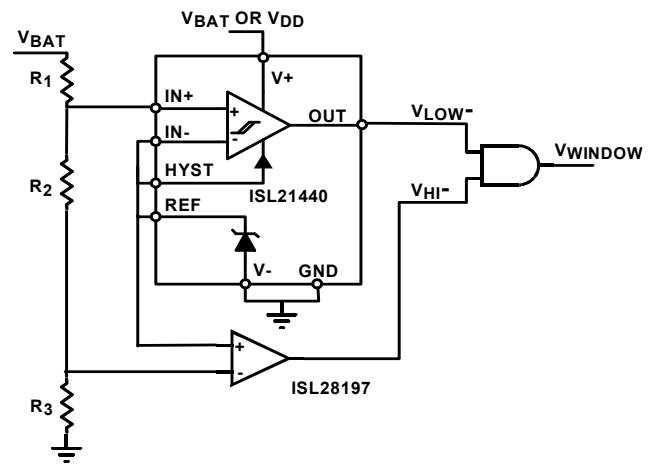 VBAT OR VDD
VBAT
R1
V+
IN+
+
OUT
VLOW-
IN-
-
VWINDOW
HYST
ISL21440
R2
VHI-
REF
V-
GND
+
-
ISL28197
R3